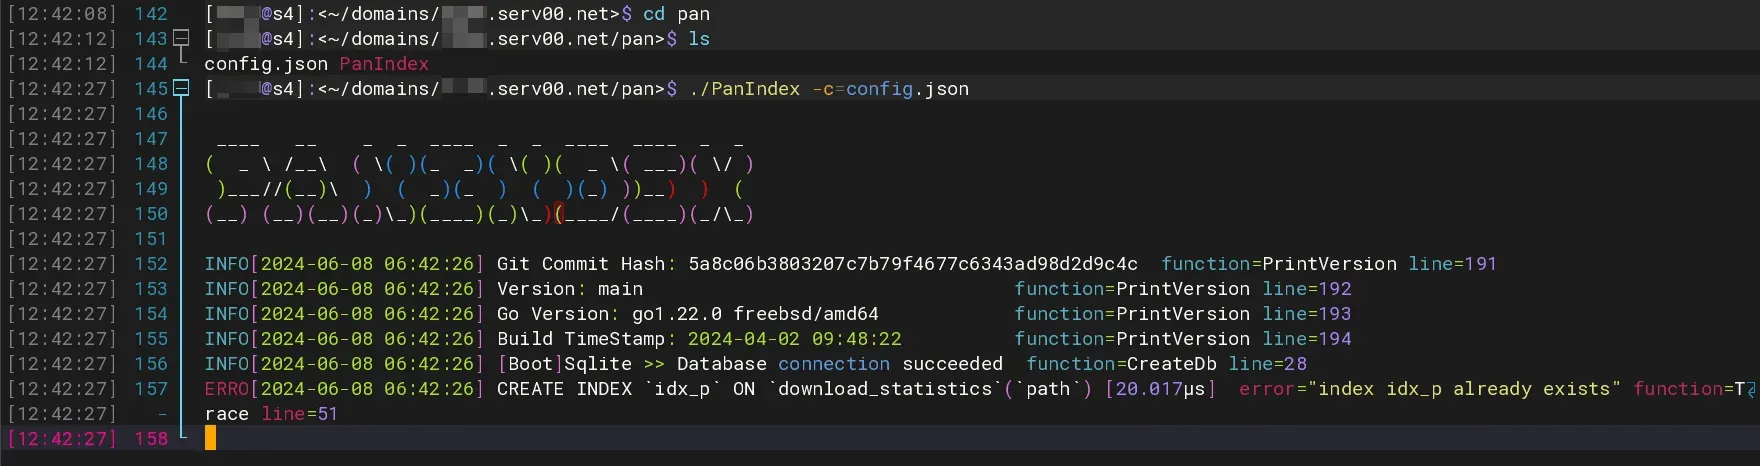 [12:42:08] 142 [ @s4]:<~/domains/ .serv00.net>$ cd pan
[12:42:12] 143 [ @s4]:<~/domains/ .serv00.net/pan>$ ls
[12:42:12] 144 config.json PanIndex
[12:42:27] 145 [ @s4]:<~/domains/ .serv00.net/pan>$ ./PanIndex -c=config.json
[12:42:27] 146
[12:42:27] 147  ____   __    _  _  ____  _  _  ____  ____  _  _
[12:42:27] 148 (  _ \ /__\  ( \( )(_  _)( \( )(  _ \( ___)( \/ )
[12:42:27] 149  )___//(__)\  )  (  _)(_  )  (  )(_) ))__)  )  (
[12:42:27] 150 (__) (__)(__)(_)\_)(____)(_)\_)(____/(____)(_/\_)
[12:42:27] 151
[12:42:27] 152 INFO[2024-06-08 06:42:26] Git Commit Hash: 5a8c06b3803207c7b79f4677c6343ad98d2d9c4c  function=PrintVersion line=191
[12:42:27] 153 INFO[2024-06-08 06:42:26] Version: main function=PrintVersion line=192
[12:42:27] 154 INFO[2024-06-08 06:42:26] Go Version: go1.22.0 freebsd/amd64 function=PrintVersion line=193
[12:42:27] 155 INFO[2024-06-08 06:42:26] Build TimeStamp: 2024-04-02 09:48:22 function=PrintVersion line=194
[12:42:27] 156 INFO[2024-06-08 06:42:26] [Boot]Sqlite >> Database connection succeeded  function=CreateDb line=28
[12:42:27] 157 ERRO[2024-06-08 06:42:26] CREATE INDEX `idx_p` ON `download_statistics`(`path`) [20.017µs]  error="index idx_p already exists" function=T
[12:42:27] - race line=51
[12:42:27] 158